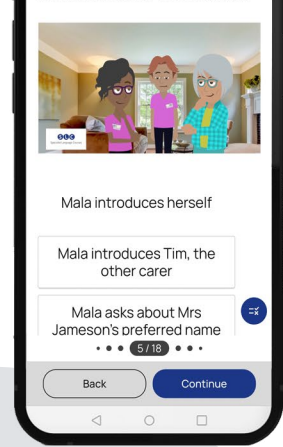 SLC
Mala introduces herself
Mala introduces Tim, the
other carer
Mala asks about Mrs
Jameson's preferred name
5 / 18
Back
Continue